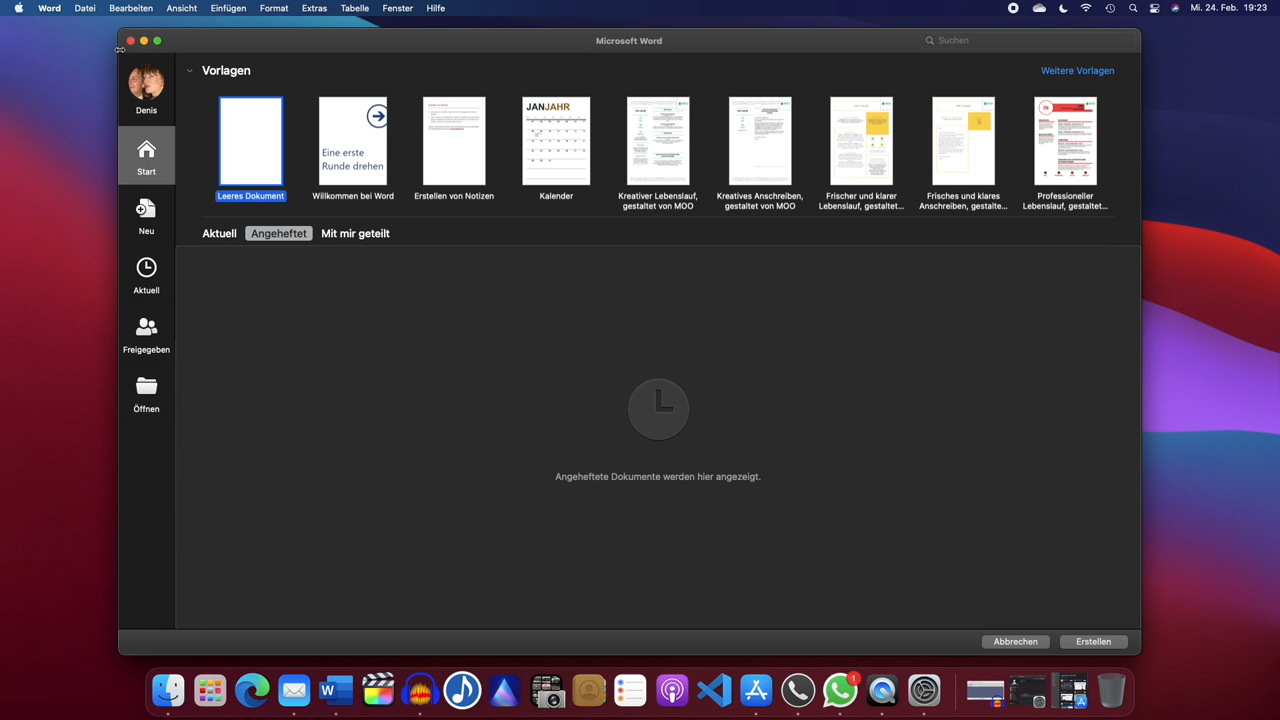 Word Datei Bearbeiten Ansicht Einfügen Format Extras Tabelle Fenster Hilfe Mi. 24. Feb. 19:23
Microsoft Word
Suchen
Denis
Start
Neu
Aktuell
Freigegeben
Öffnen
Vorlagen
Weitere Vorlagen
Eine erste
Runde drehen
JANJAHR
Leeres Dokument
Willkommen bei Word
Erstellen von Notizen
Kalender
Kreativer Lebenslauf,
gestaltet von MOO
Kreatives Anschreiben,
gestaltet von MOO
Frischer und klarer
Lebenslauf, gestaltet...
Frisches und klares
Anschreiben, gestalte...
Professioneller
Lebenslauf, gestaltet...
Aktuell Angeheftet Mit mir geteilt
Angeheftete Dokumente werden hier angezeigt.
Abbrechen Erstellen
W
1